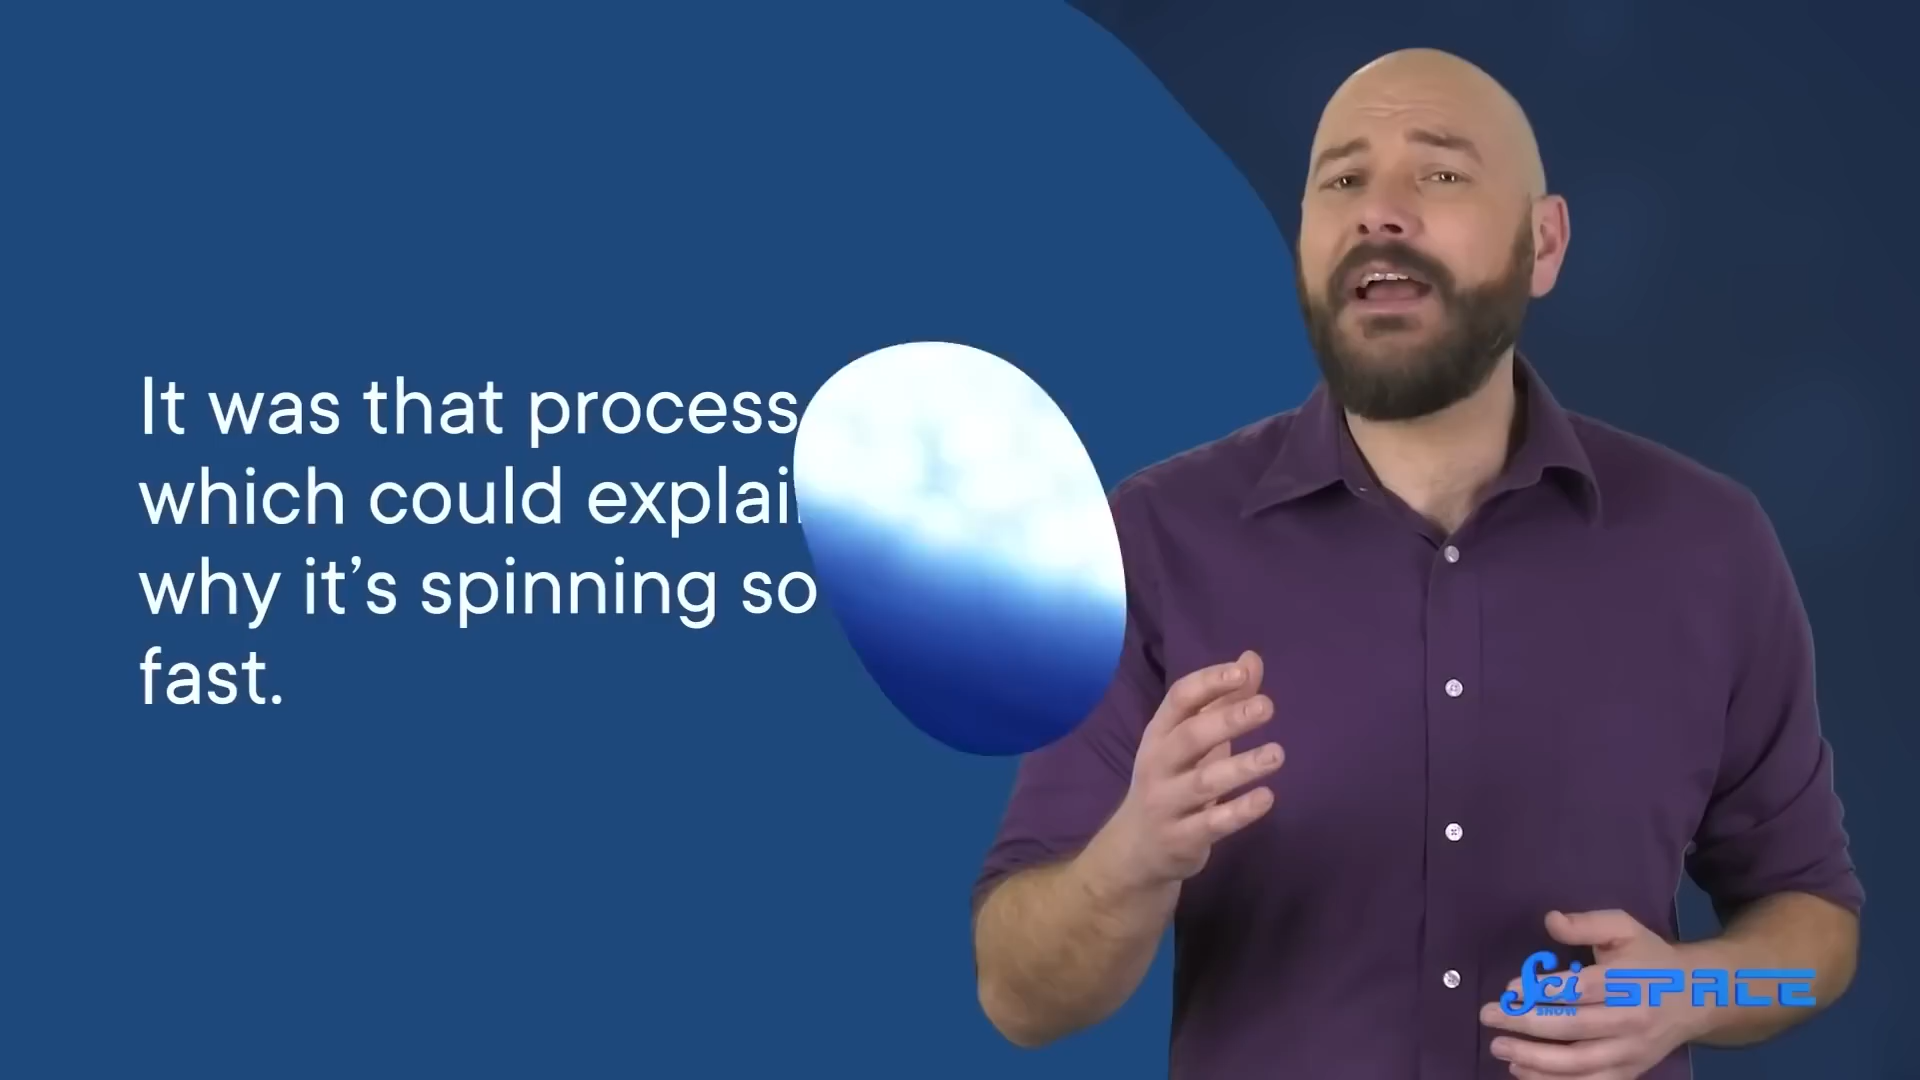 It was that process
which could explai
why it’s spinning so
fast.
Sci SPACE
SHOW